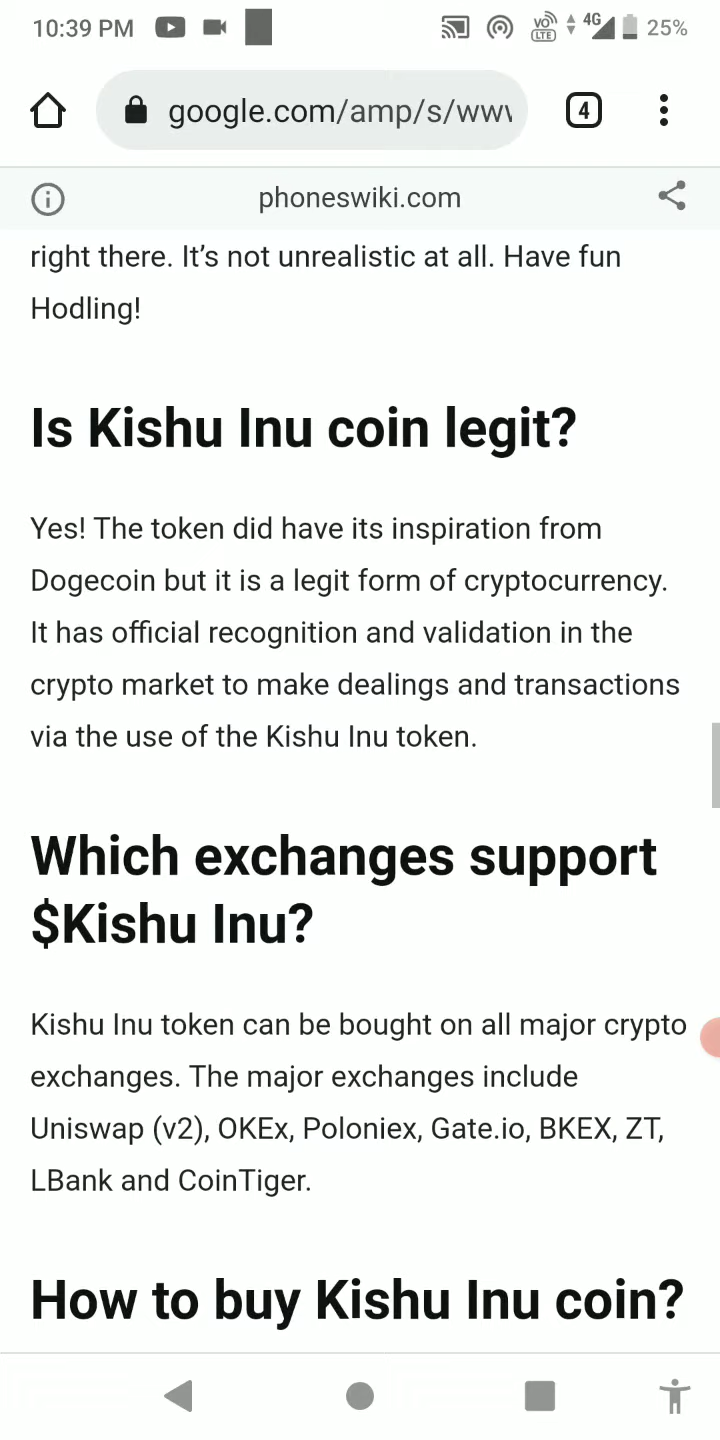 10:39 PM VO LTE 4G 25%
google.com/amp/s/www 4
phoneswiki.com
right there. It’s not unrealistic at all. Have fun
Hodling!
Is Kishu Inu coin legit?
Yes! The token did have its inspiration from
Dogecoin but it is a legit form of cryptocurrency.
It has official recognition and validation in the
crypto market to make dealings and transactions
via the use of the Kishu Inu token.
Which exchanges support
$Kishu Inu?
Kishu Inu token can be bought on all major crypto
exchanges. The major exchanges include
Uniswap (v2), OKEx, Poloniex, Gate.io, BKEX, ZT,
LBank and CoinTiger.
How to buy Kishu Inu coin?